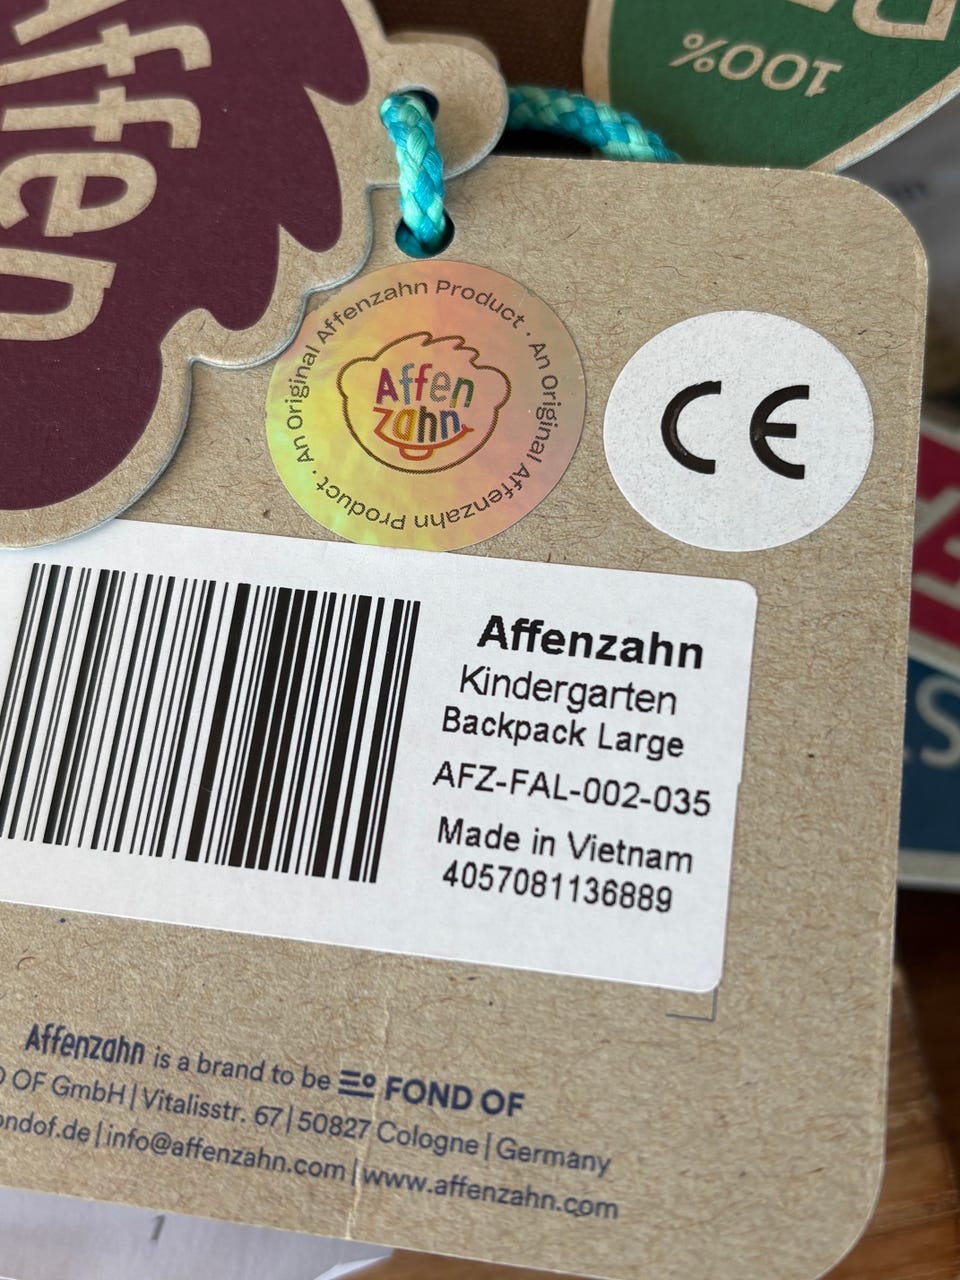 Affen
100%
An Original Affenzahn Product · An Original Affenzahn Product ·
Affen
zahn
CE
Affenzahn
Kindergarten
Backpack Large
AFZ-FAL-002-035
Made in Vietnam
4057081136889
Affenzahn is a brand to be FOND OF
OF GmbH | Vitalisstr. 67 | 50827 Cologne | Germany
ondof.de | info@affenzahn.com | www.affenzahn.com